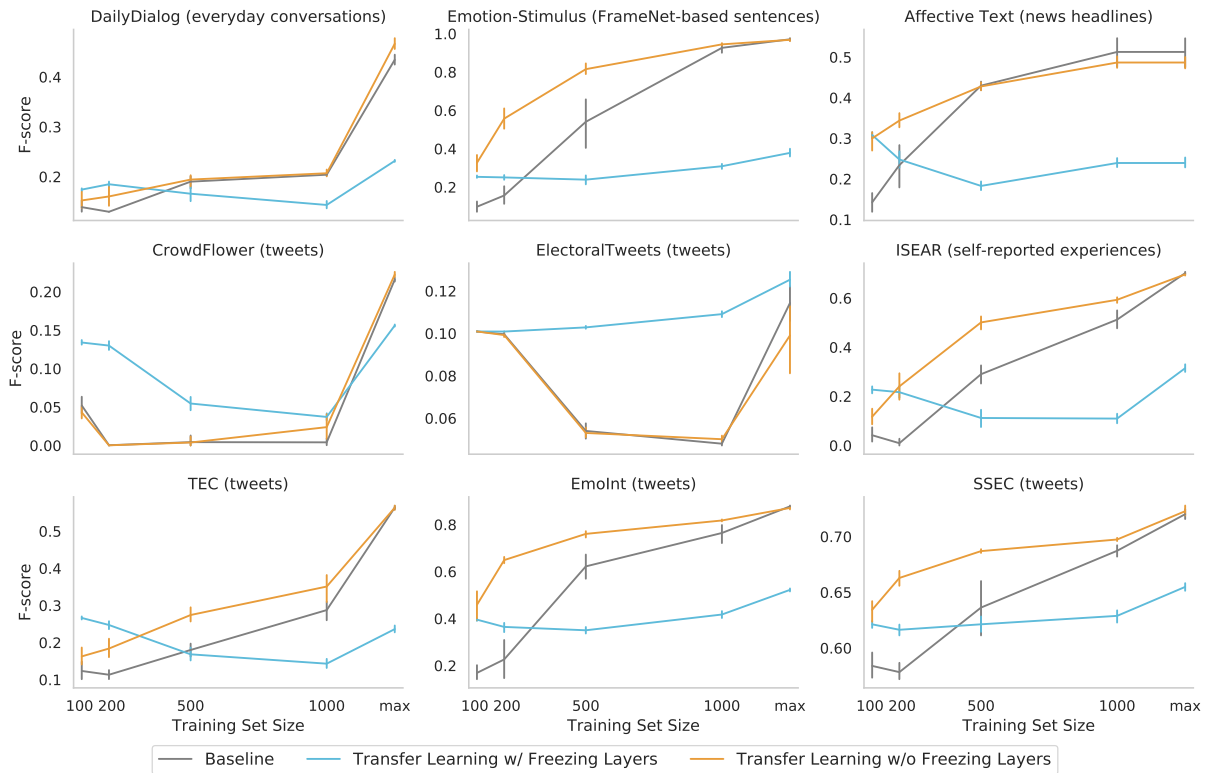 DailyDialog (everyday conversations)
Emotion-Stimulus (FrameNet-based sentences)
Affective Text (news headlines)
F-score
0.4
0.3
0.2
1.0
0.8
0.6
0.4
0.2
0.5
0.4
0.3
0.2
0.1
CrowdFlower (tweets)
ElectoralTweets (tweets)
ISEAR (self-reported experiences)
F-score
0.20
0.15
0.10
0.05
0.00
0.12
0.10
0.08
0.06
0.6
0.4
0.2
0.0
TEC (tweets)
EmoInt (tweets)
SSEC (tweets)
F-score
0.5
0.4
0.3
0.2
0.1
0.8
0.6
0.4
0.2
0.70
0.65
0.60
100 200 500 1000 max
100 200 500 1000 max
100 200 500 1000 max
Training Set Size
Training Set Size
Training Set Size
Baseline
Transfer Learning w/ Freezing Layers
Transfer Learning w/o Freezing Layers